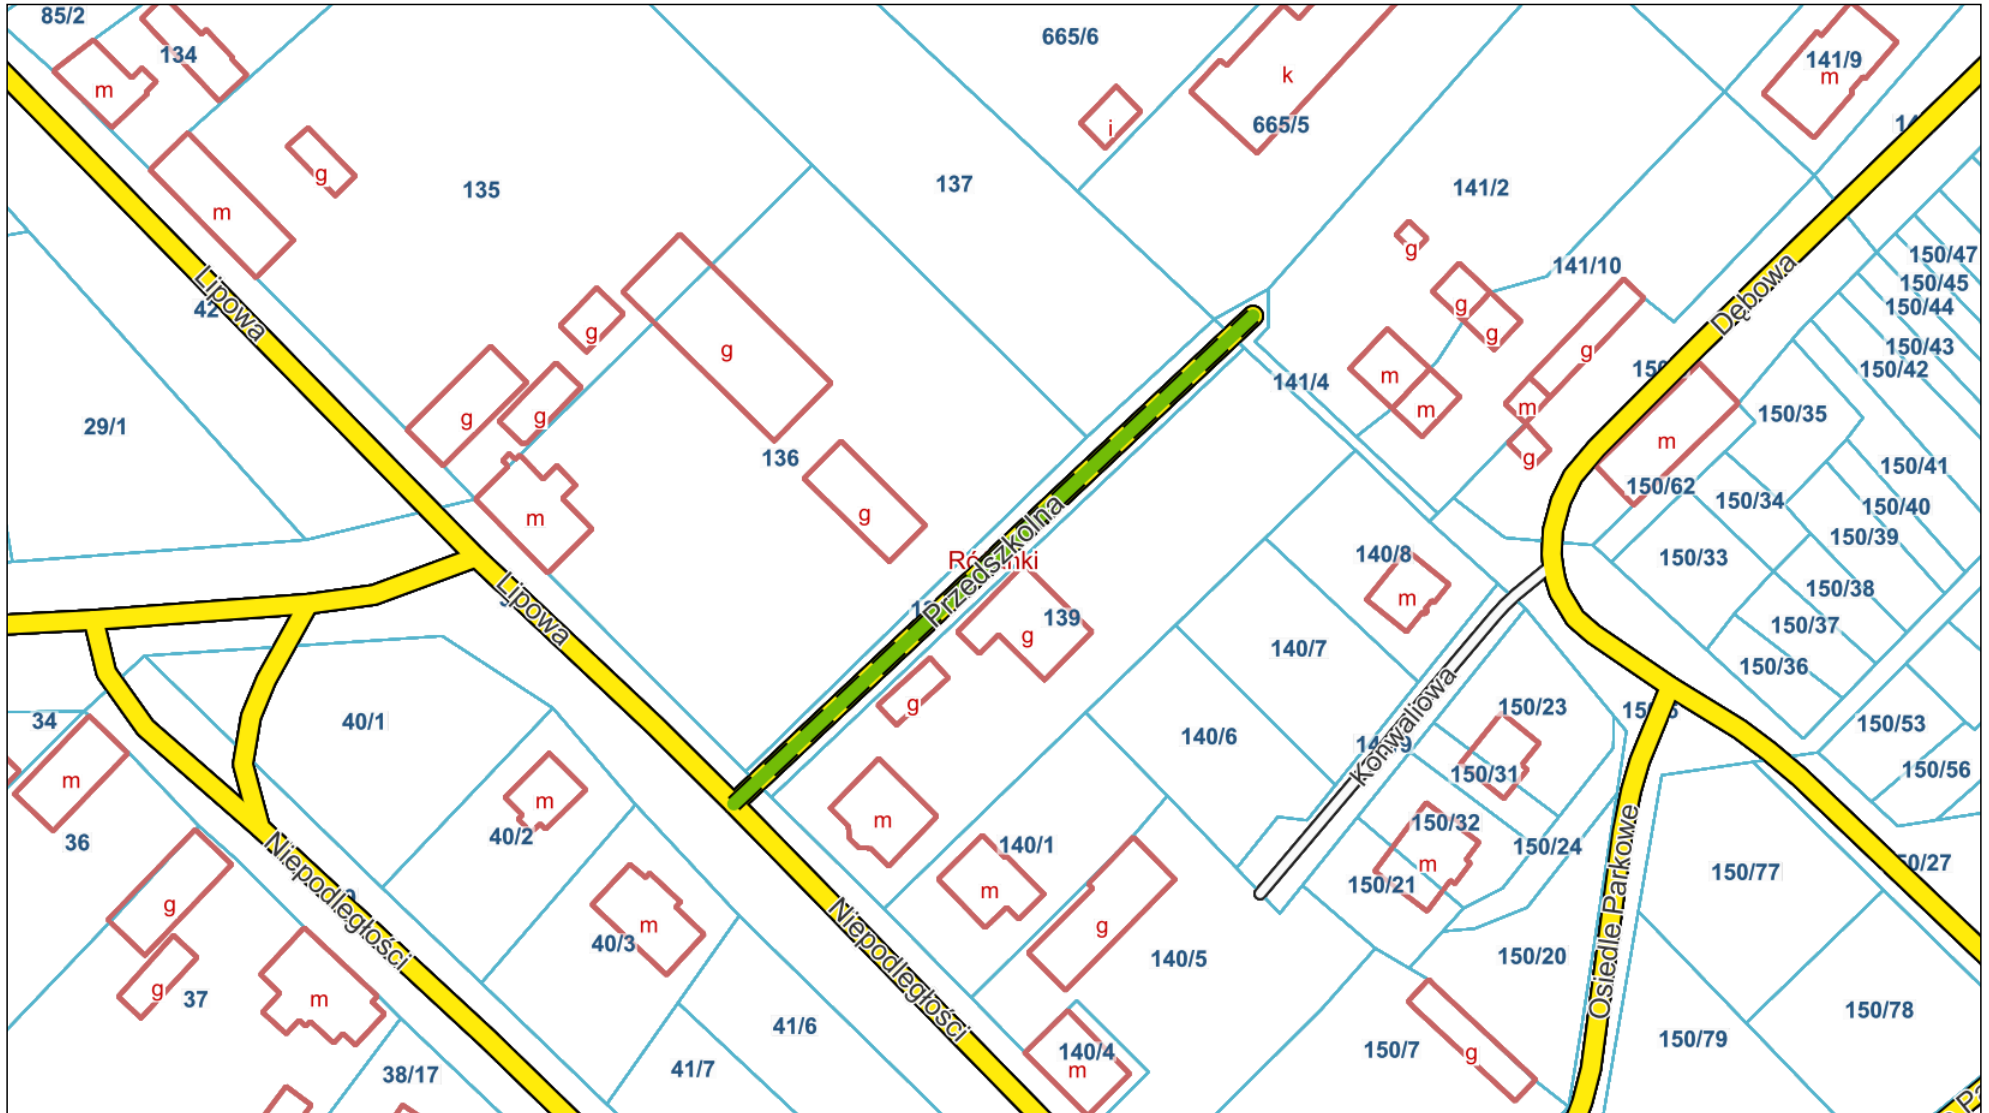 85/2
134
m
665/6
k
141/9
m
i
665/5
g
135
137
141/2
m
g
150/47
141/10
150/45
Lipowa
Dębowa
150/44
g
g
g
g
g
150/43
150/42
m
141/4
m
m
150/35
g
g
29/1
m
136
g
150/41
150/62
150/34
150/40
m
g
150/39
140/8
150/33
Przedszkolna
Lipowa
m
150/38
139
g
150/37
140/7
150/36
g
Konwaliowa
150/23
34
40/1
140/6
150/53
150/31
150/56
m
m
m
150/32
40/2
36
140/1
150/24
m
Niepodległości
m
150/21
150/77
g
m
g
40/3
Niepodległości
140/5
150/20
Osiedle Parkowe
g
37
m
150/78
41/6
150/79
150/7
g
140/4
m
41/7
38/17